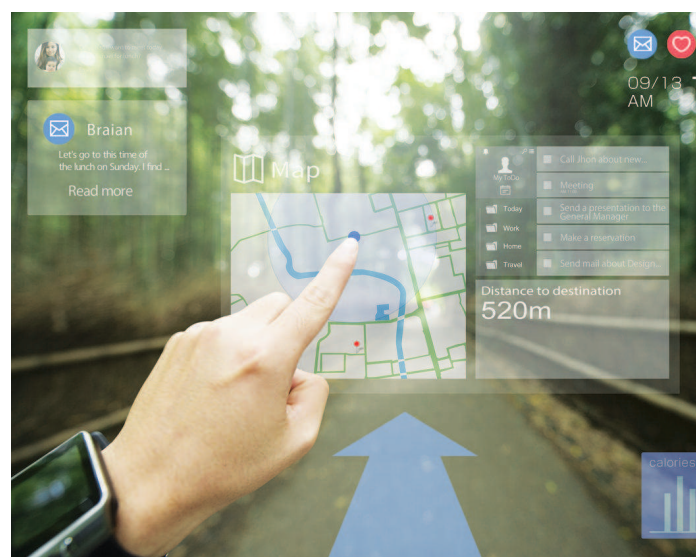 Braian
Let's go to this time of
the lunch on Sunday. I find ...
Read more
09/13
AM
Map
My ToDo
Today
Work
Home
Travel
Call Jhon about new...
Meeting
Send a presentation to the
General Manager
Make a reservation
Send mail about Design...
Distance to destination
520m
calories